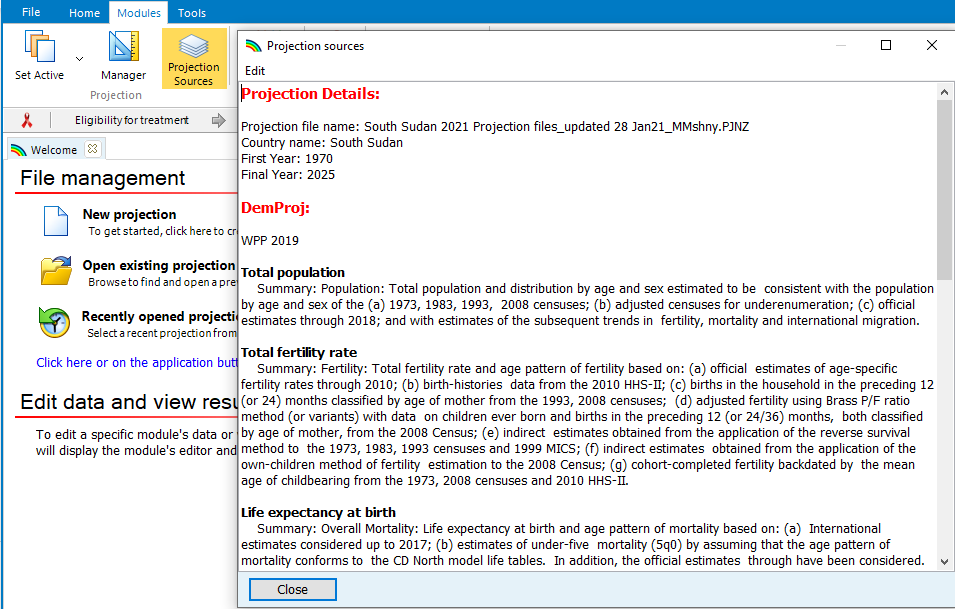 File Home Modules Tools
Set Active
Manager
Projection
Sources
Projection
Eligibility for treatment
Welcome
File management
New projection
To get started, click here to cr
Open existing projection
Browse to find and open a pre
Recently opened projecti
Select a recent projection from
Click here or on the application butt
Edit data and view resu
To edit a specific module's data or
will display the module's editor and
Projection sources
Edit
Projection Details:
Projection file name: South Sudan 2021 Projection files_updated 28 Jan21_MMshny.PJNZ
Country name: South Sudan
First Year: 1970
Final Year: 2025
DemProj:
WPP 2019
Total population
Summary: Population: Total population and distribution by age and sex estimated to be consistent with the population
by age and sex of the (a) 1973, 1983, 1993, 2008 censuses; (b) adjusted censuses for underenumeration; (c) official
estimates through 2018; and with estimates of the subsequent trends in fertility, mortality and international migration.
Total fertility rate
Summary: Fertility: Total fertility rate and age pattern of fertility based on: (a) official estimates of age-specific
fertility rates through 2010; (b) birth-histories data from the 2010 HHS-II; (c) births in the household in the preceding 12
(or 24) months classified by age of mother from the 1993, 2008 censuses; (d) adjusted fertility using Brass P/F ratio
method (or variants) with data on children ever born and births in the preceding 12 (or 24/36) months, both classified
by age of mother, from the 2008 Census; (e) indirect estimates obtained from the application of the reverse survival
method to the 1973, 1983, 1993 censuses and 1999 MICS; (f) indirect estimates obtained from the application of the
own-children method of fertility estimation to the 2008 Census; (g) cohort-completed fertility backdated by the mean
age of childbearing from the 1973, 2008 censuses and 2010 HHS-II.
Life expectancy at birth
Summary: Overall Mortality: Life expectancy at birth and age pattern of mortality based on: (a) International
estimates considered up to 2017; (b) estimates of under-five mortality (5q0) by assuming that the age pattern of
mortality conforms to the CD North model life tables. In addition, the official estimates through have been considered.
Close